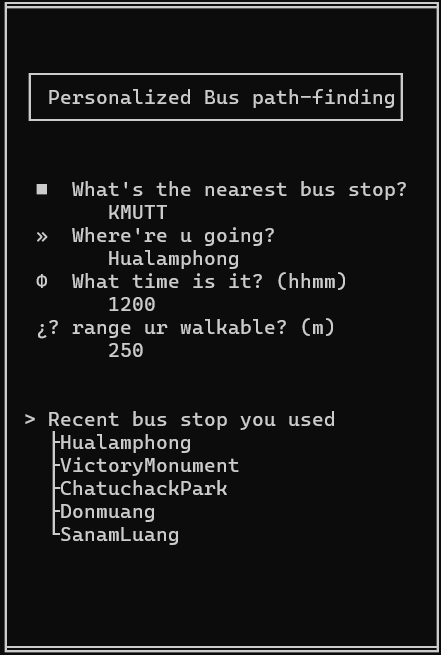 Personalized Bus path-finding
■ What's the nearest bus stop?
KMUTT
» Where're u going?
Hualamphong
Φ What time is it? (hhmm)
1200
¿? range ur walkable? (m)
250
> Recent bus stop you used
Hualamphong
VictoryMonument
ChatuchackPark
Donmuang
SanamLuang